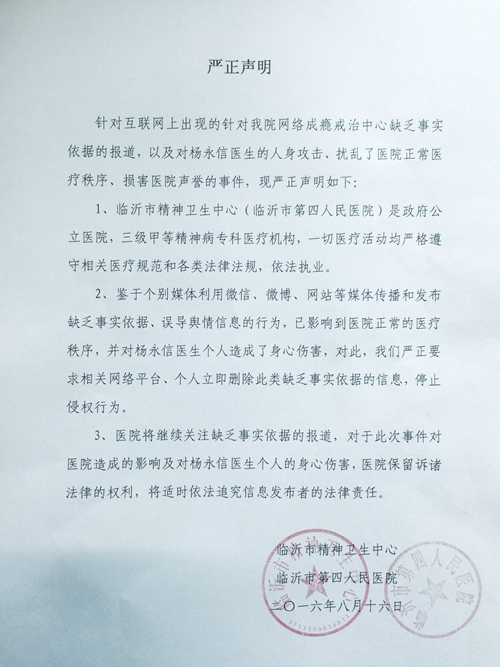 严正声明
针对互联网上出现的针对我院网络成瘾戒治中心缺乏事实
依据的报道，以及对杨永信医生的人身攻击、扰乱了医院正常医
疗秩序、损害医院声誉的事件，现严正声明如下：
1、临沂市精神卫生中心（临沂市第四人民医院）是政府公
立医院，三级甲等精神病专科医疗机构，一切医疗活动均严格遵
守相关医疗规范和各类法律法规，依法执业。
2、鉴于个别媒体利用微信、微博、网站等媒体传播和发布
缺乏事实依据、误导舆情信息的行为，已影响到医院正常的医疗
秩序，并对杨永信医生个人造成了身心伤害，对此，我们严正要
求相关网络平台、个人立即删除此类缺乏事实依据的信息，停止
侵权行为。
3、医院将继续关注缺乏事实依据的报道，对于此次事件对
医院造成的影响及对杨永信医生个人的身心伤害，医院保留诉诸
法律的权利，将适时依法追究信息发布者的法律责任。
临沂市精神卫生中心
临沂市第四人民医院
二〇一六年八月十六日
临沂市精神卫生中心
临沂市第四人民医院